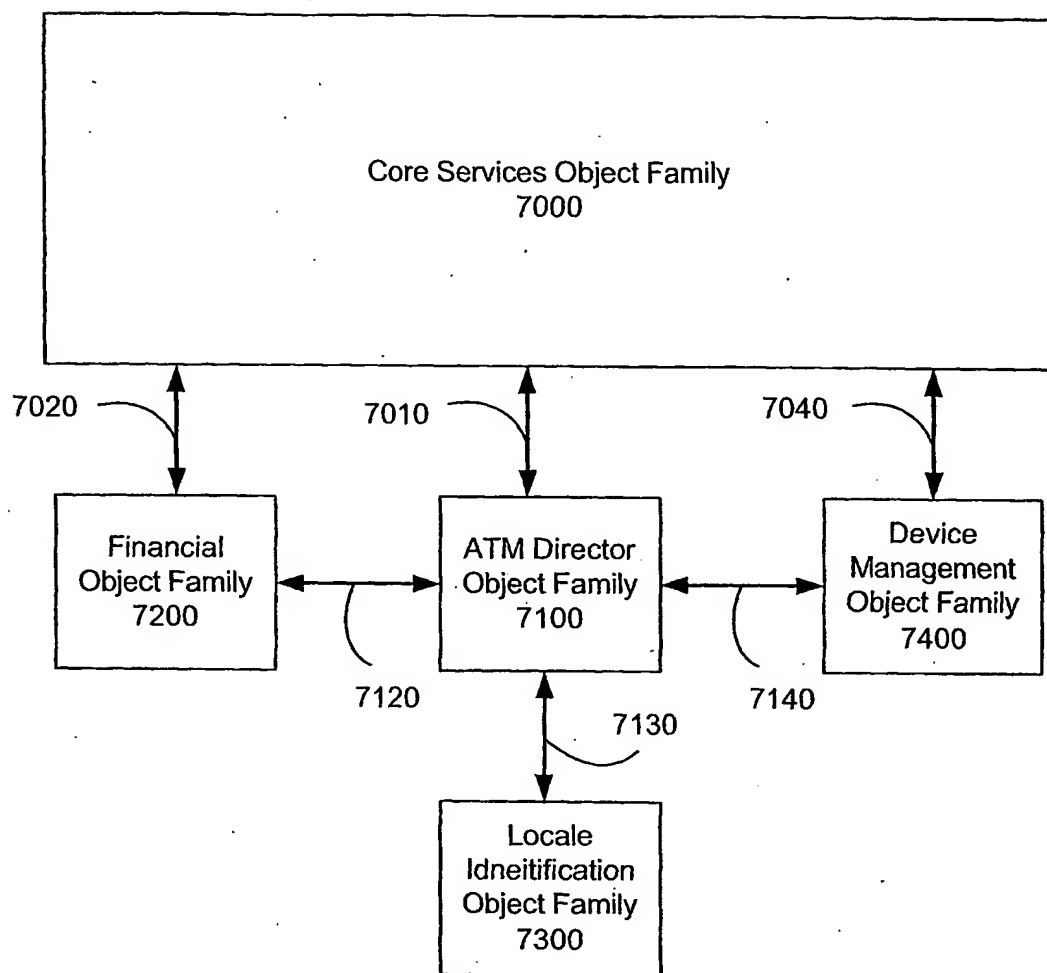 Core Services Object Family
7000
7020
7010
7040
Financial
Object Family
7200
ATM Director
Object Family
7100
Device
Management
Object Family
7400
7120
7140
7130
Locale
Idneitification
Object Family
7300